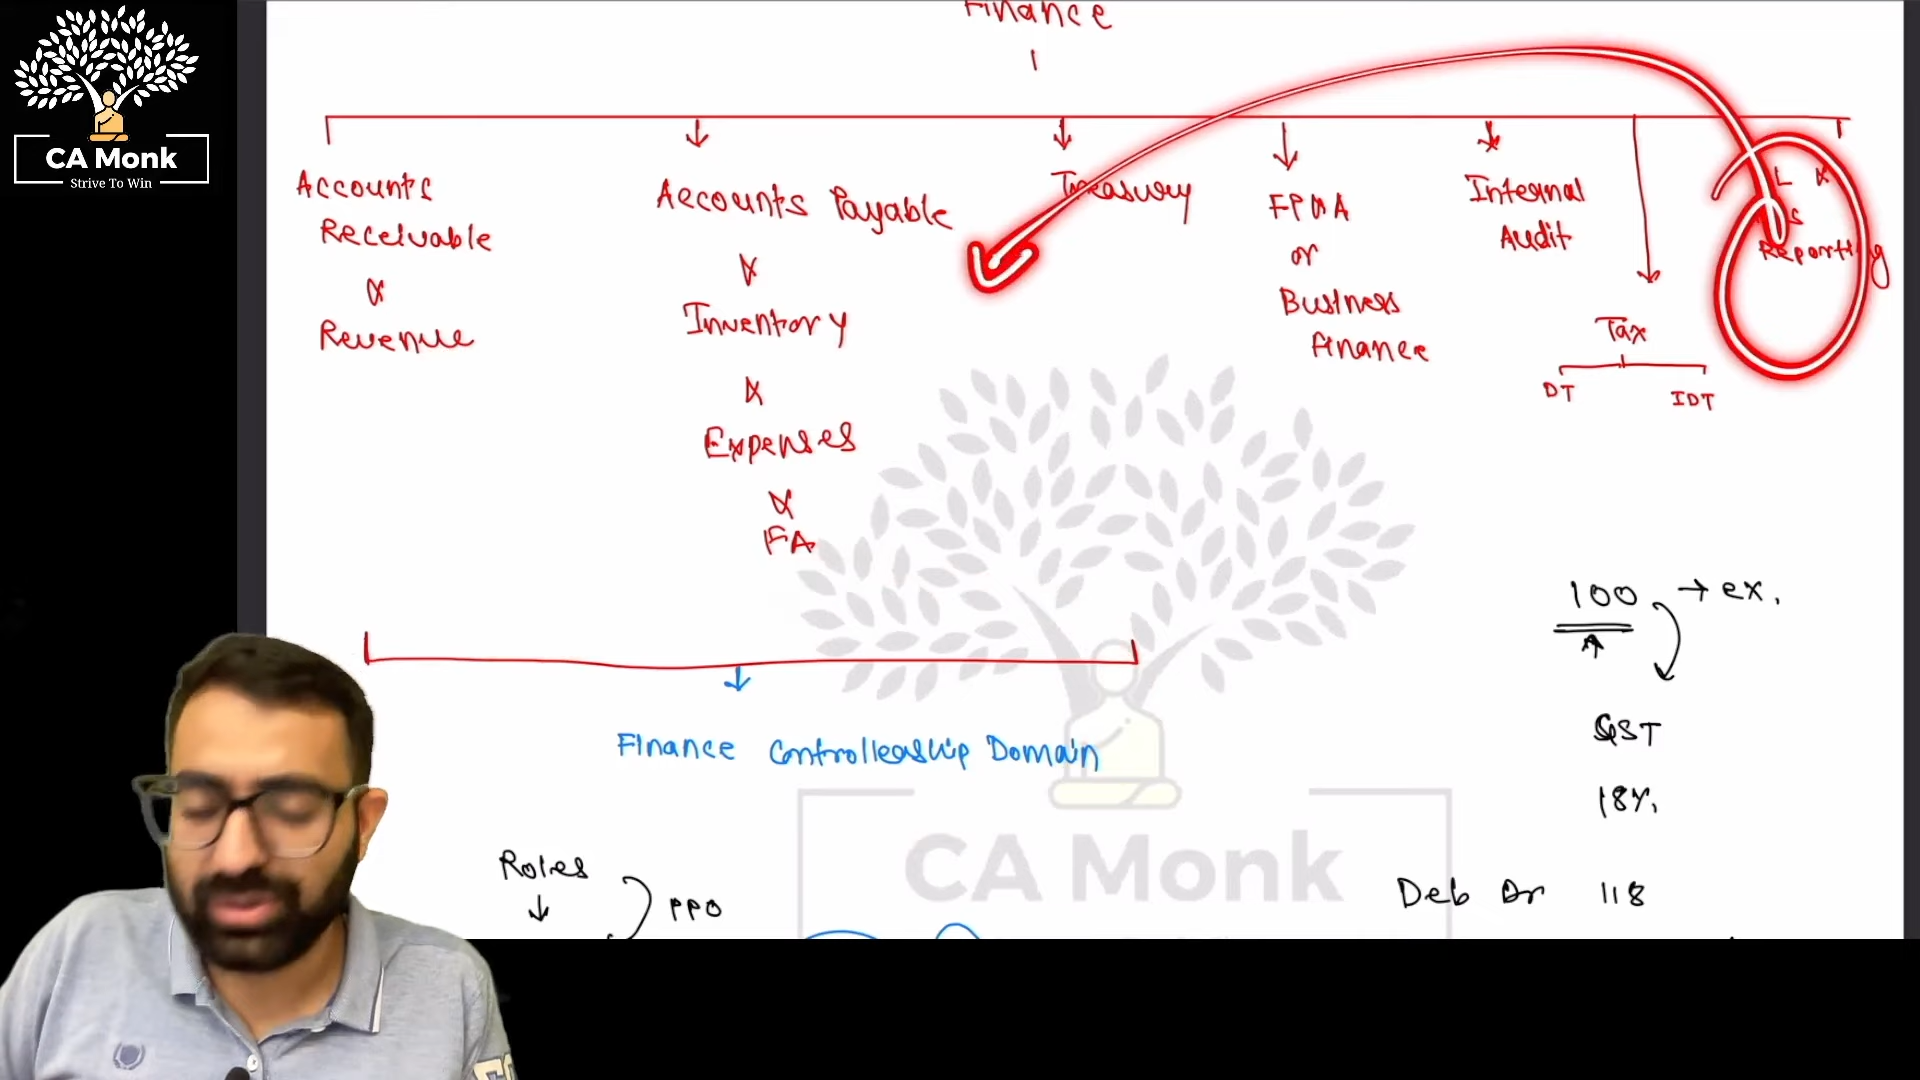 CA Monk
Strive To Win
Finance
Accounts
Receivable
&
Revenue
Accounts Payable
&
Inventory
&
Expenses
&
FA
Treasury
FP&A
or
Business
Finance
Internal
Audit
Tax
DT
IDT
L &
S
Reporting
Finance Controllership Domain
100 → ex.
GST
18%
Deb Dr 118
Roles
PPO
CA Monk